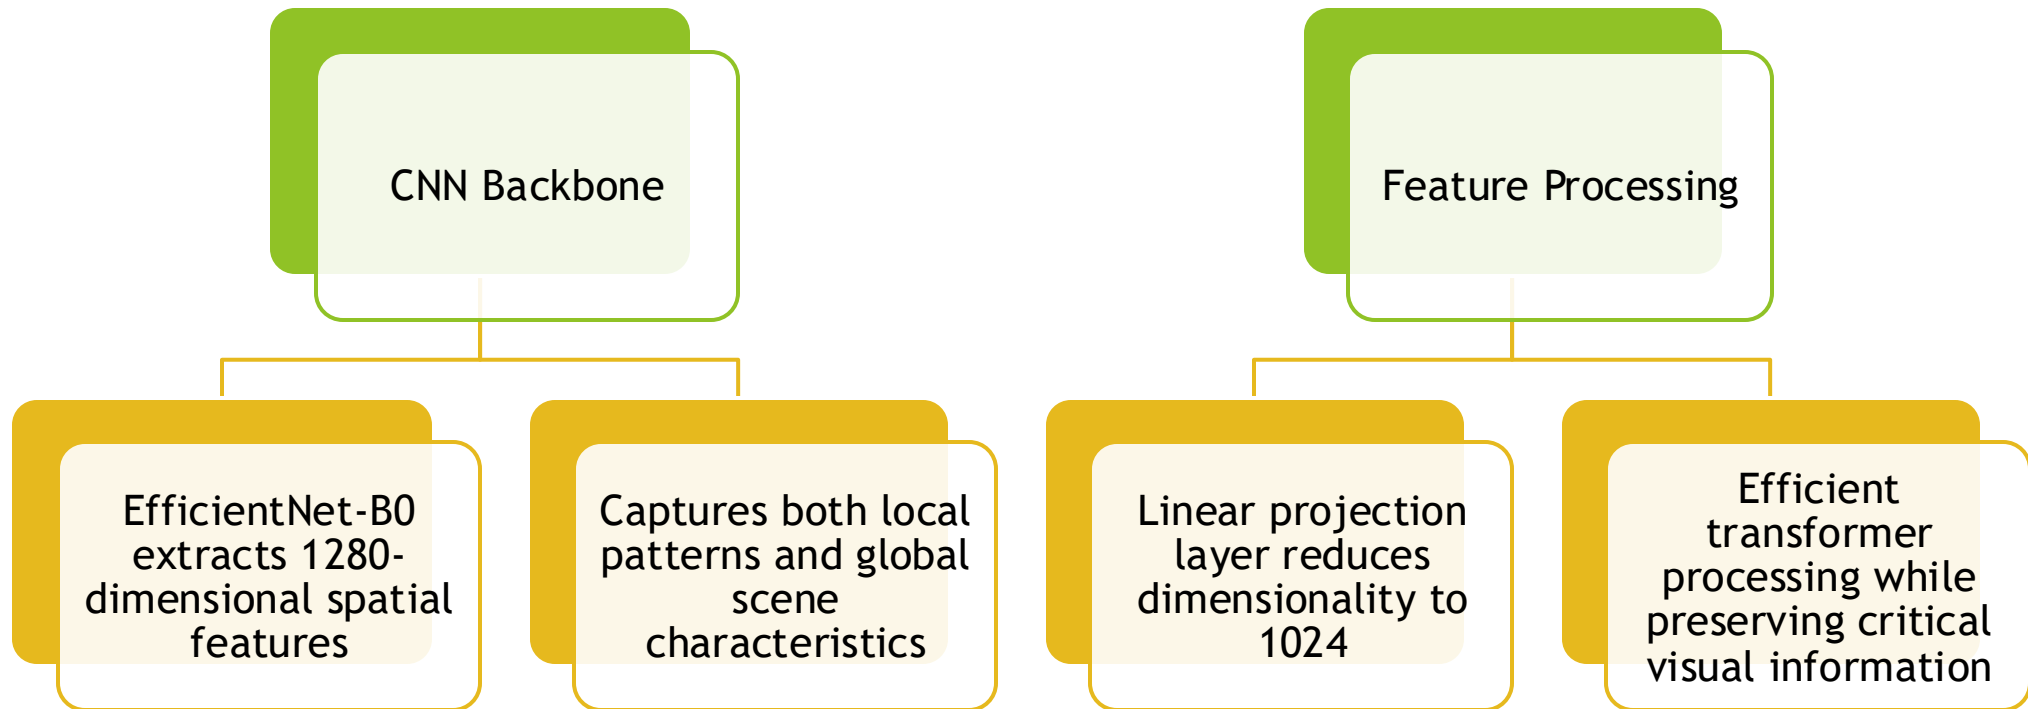 CNN Backbone
Feature Processing
EfficientNet-B0
extracts 1280-
dimensional spatial
features
Captures both local
patterns and global
scene
characteristics
Linear projection
layer reduces
dimensionality to
1024
Efficient
transformer
processing while
preserving critical
visual information